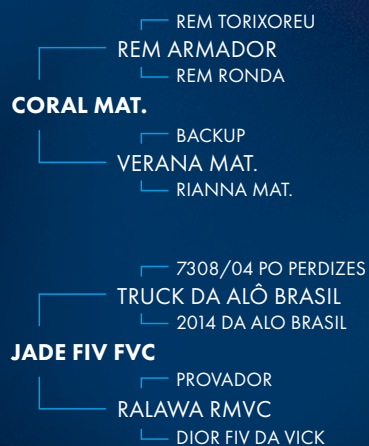 REM TORIXOREU
REM ARMADOR
REM RONDA
CORAL MAT.
BACKUP
VERANA MAT.
RIANNA MAT.
7308/04 PO PERDIZES
TRUCK DA ALÔ BRASIL
2014 DA ALO BRASIL
JADE FIV FVC
PROVADOR
RALAWA RMVC
DIOR FIV DA VICK